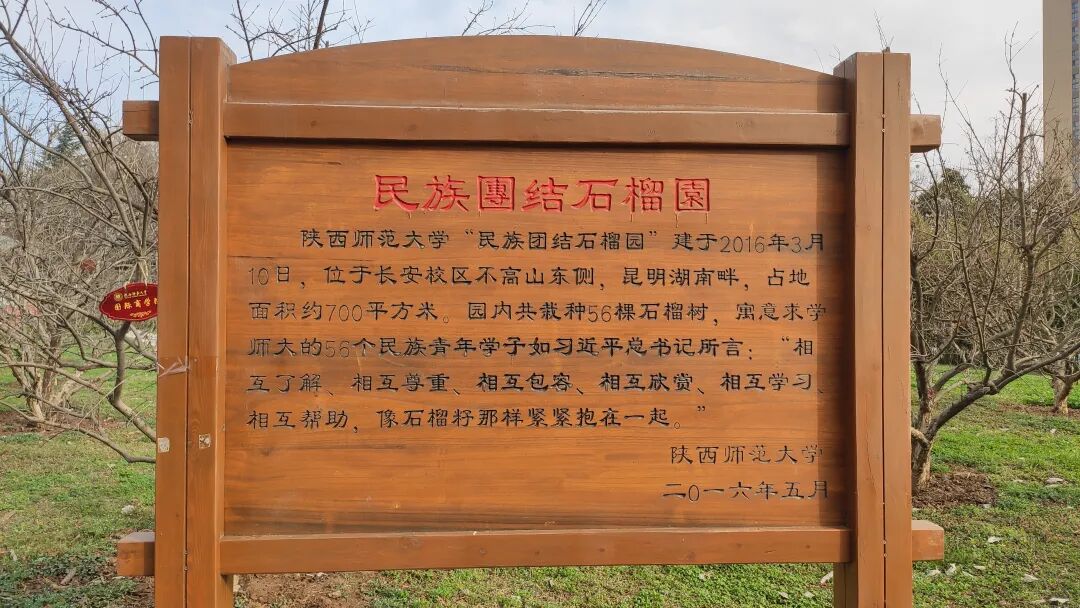 民族團结石榴園
陕西师范大学“民族团结石榴园”建于2016年3月
10日，位于长安校区不高山东侧，昆明湖南畔，占地
面积约700平方米。园内共栽种56棵石榴树，寓意求学
师大的56个民族青年学子如习近平总书记所言：“相
互了解、相互尊重、相互包容、相互欣赏、相互学习、
相互帮助，像石榴籽那样紧紧抱在一起。”
陕西师范大学
二〇一六年五月
国际商学院